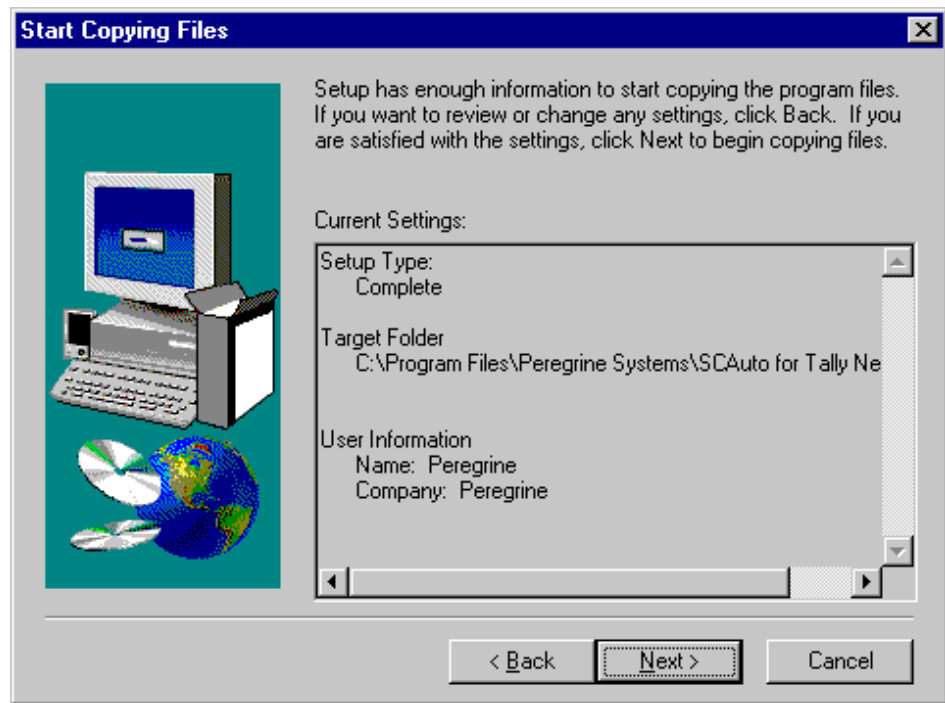 Start Copying Files
Setup has enough information to start copying the program files.
If you want to review or change any settings, click Back. If you
are satisfied with the settings, click Next to begin copying files.
Current Settings:
Setup Type:
Complete
Target Folder
C:\Program Files\Peregrine Systems\SCAuto for Tally Ne
User Information
Name: Peregrine
Company: Peregrine
< Back
Next >
Cancel